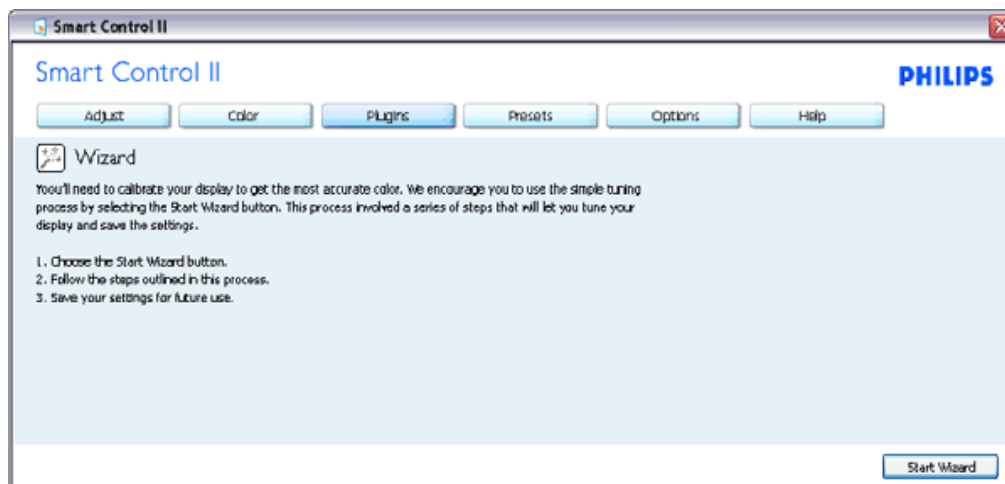 Smart Control II
Smart Control II
PHILIPS
Adjust Color Plugins Presets Options Help
Wizard
Yoou'll need to calibrate your display to get the most accurate color. We encourage you to use the simple tuning
process by selecting the Start Wizard button. This process involved a series of steps that will let you tune your
display and save the settings.
1. Choose the Start Wizard button.
2. Follow the steps outlined in this process.
3. Save your settings for future use.
Start Wizard